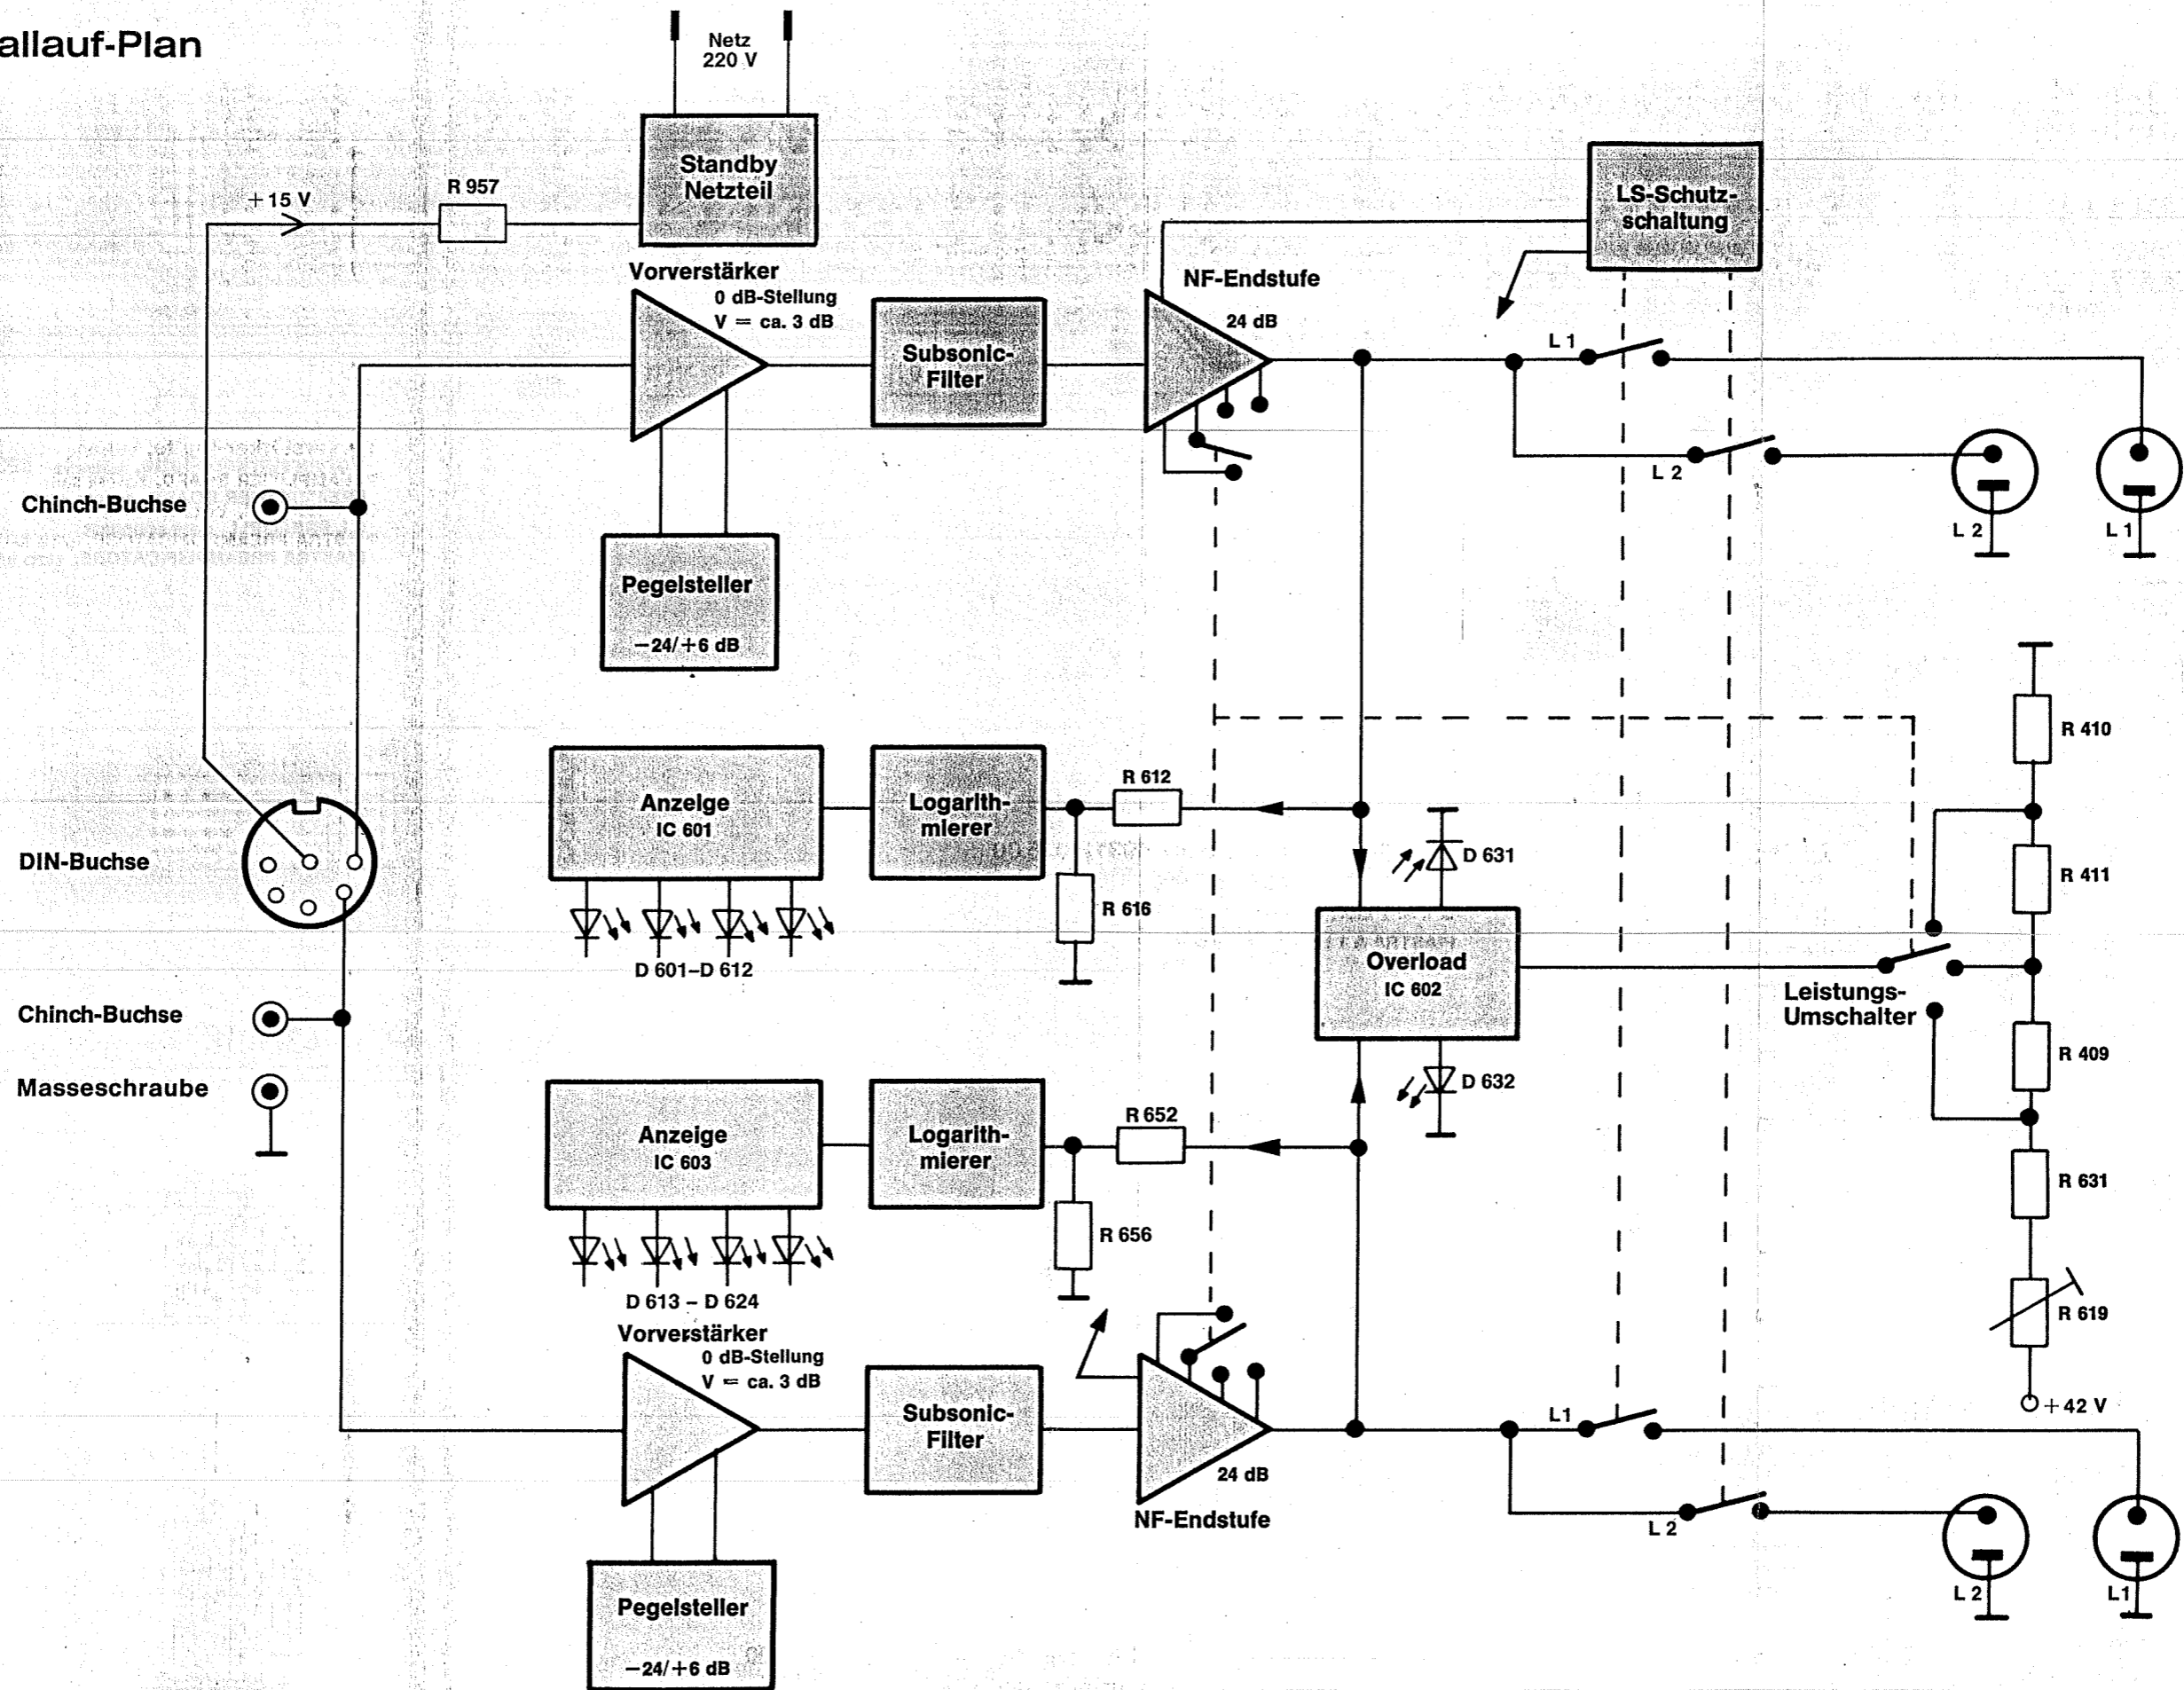 allauf-Plan
Netz
220 V
Standby
Netzteil
+15 V
R 957
LS-Schutz-
schaltung
Vorverstärker
0 dB-Stellung
V = ca. 3 dB
Subsonic-
Filter
NF-Endstufe
24 dB
L 1
L 2
L 2
L 1
Chinch-Buchse
Pegelsteller
−24/+6 dB
R 410
Anzeige
IC 601
Logarith-
mierer
R 612
D 631
R 411
DIN-Buchse
R 616
D 601–D 612
Overload
IC 602
Leistungs-
Umschalter
Chinch-Buchse
R 409
Masseschraube
D 632
Anzeige
IC 603
Logarith-
mierer
R 652
R 631
R 656
D 613 – D 624
R 619
Vorverstärker
0 dB-Stellung
V = ca. 3 dB
+ 42 V
Subsonic-
Filter
24 dB
NF-Endstufe
L1
L 2
L 2
L1
Pegelsteller
−24/+6 dB